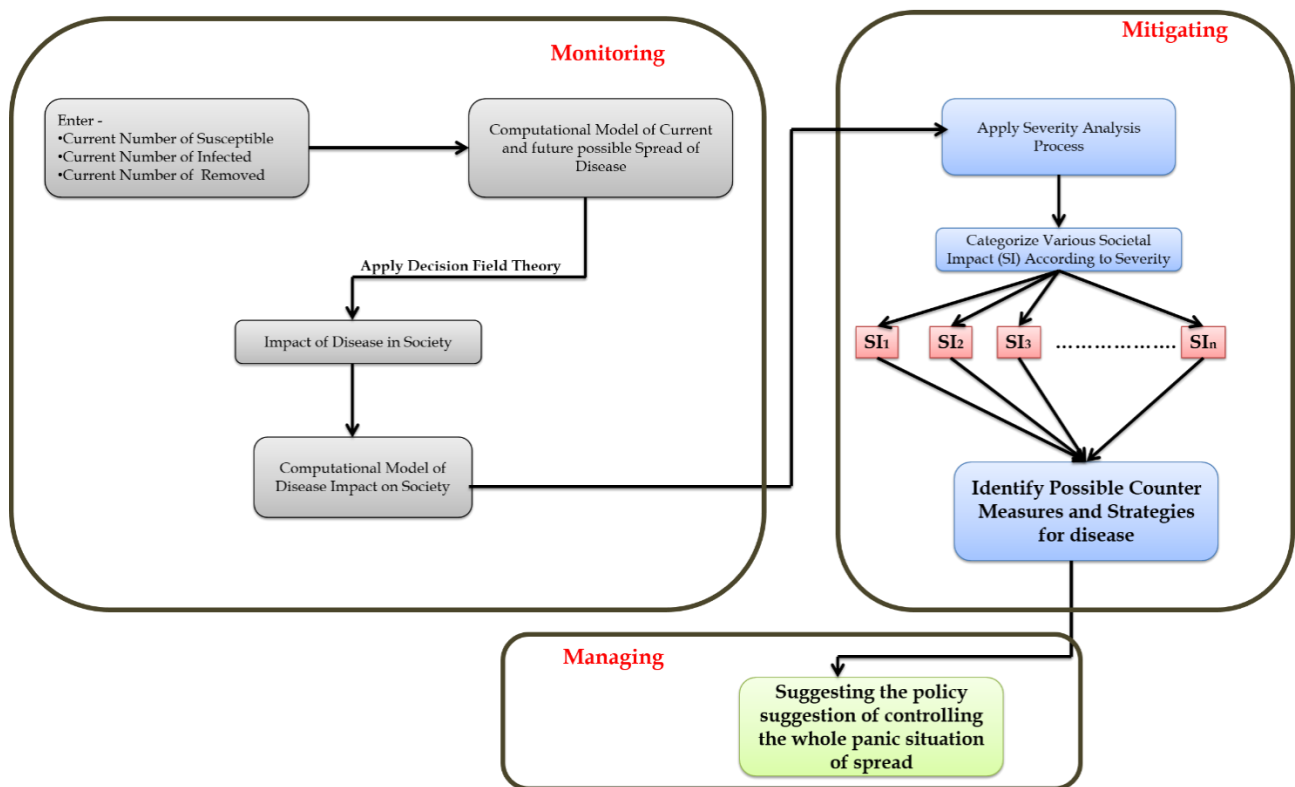 Monitoring
Enter -
•Current Number of Susceptible
•Current Number of Infected
•Current Number of Removed
Computational Model of Current
and future possible Spread of
Disease
Apply Decision Field Theory
Impact of Disease in Society
Computational Model of
Disease Impact on Society
Mitigating
Apply Severity Analysis
Process
Categorize Various Societal
Impact (SI) According to Severity
SI1 SI2 SI3 ………………. SIn
Identify Possible Counter
Measures and Strategies
for disease
Managing
Suggesting the policy
suggestion of controlling
the whole panic situation
of spread